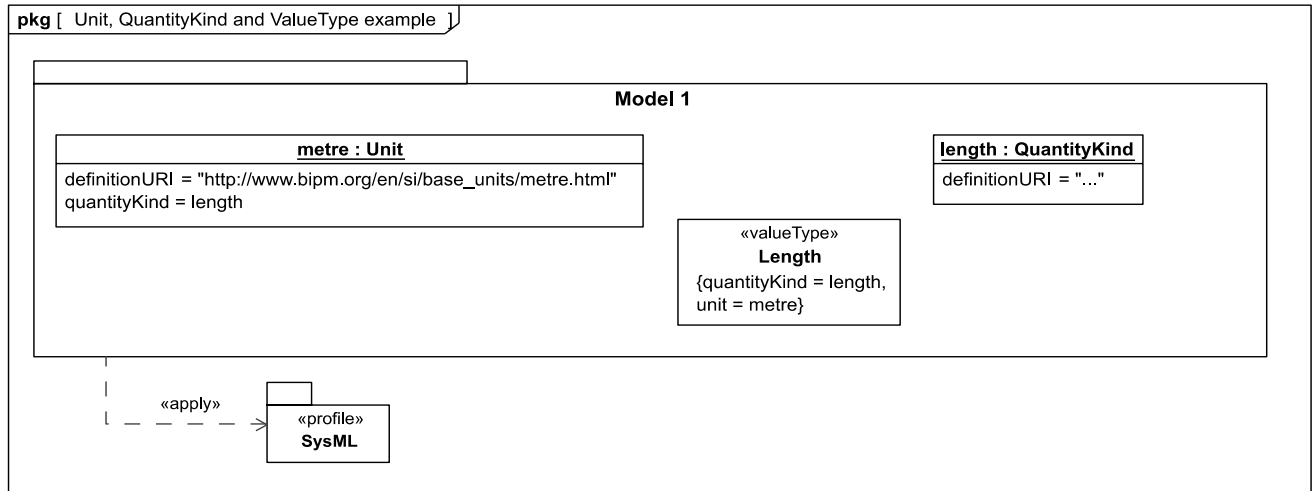 pkg [ Unit, QuantityKind and ValueType example ]
Model 1
metre : Unit
definitionURI = "http://www.bipm.org/en/si/base_units/metre.html"
quantityKind = length
length : QuantityKind
definitionURI = "..."
«valueType»
Length
{quantityKind = length,
unit = metre}
«apply»
«profile»
SysML